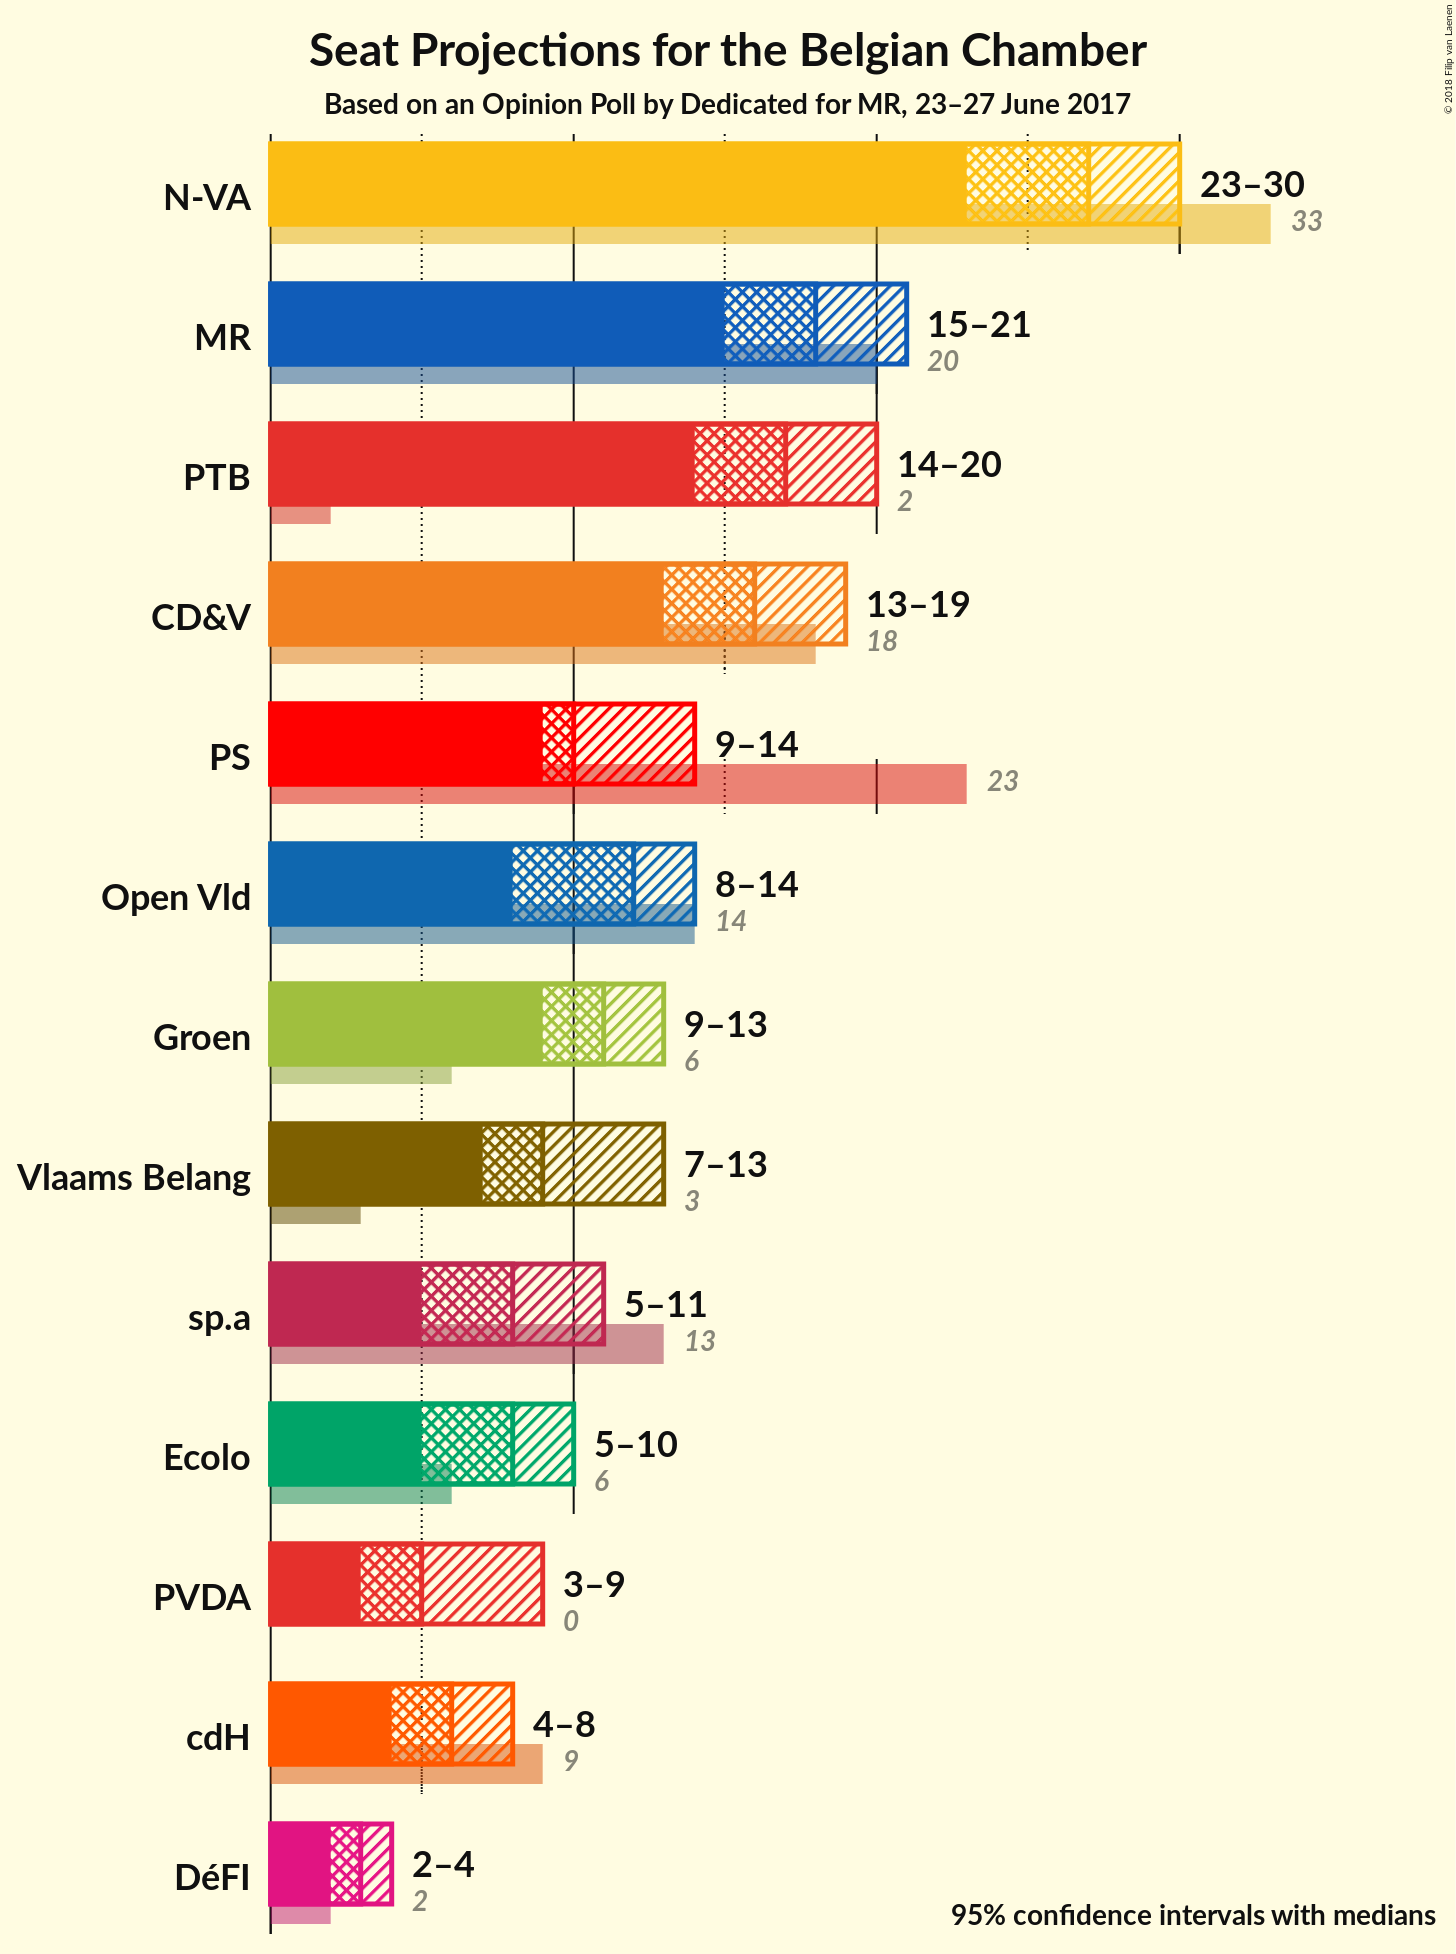 Seat Projections for the Belgian Chamber
Based on an Opinion Poll by Dedicated for MR, 23–27 June 2017
© 2018 Filip van Laenen
N-VA
23–30
33
MR
15–21
20
PTB
14–20
2
CD&V
13–19
18
PS
9–14
23
Open Vld
8–14
14
Groen
9–13
6
Vlaams Belang
7–13
3
sp.a
5–11
13
Ecolo
5–10
6
PVDA
3–9
0
cdH
4–8
9
DéFI
2–4
2
95% confidence intervals with medians